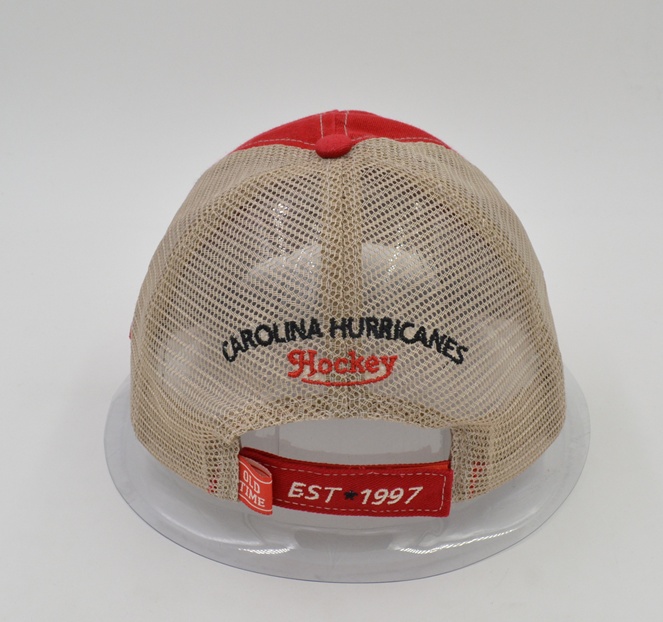 CAROLINA HURRICANES
Hockey
OLD
TIME
EST★1997